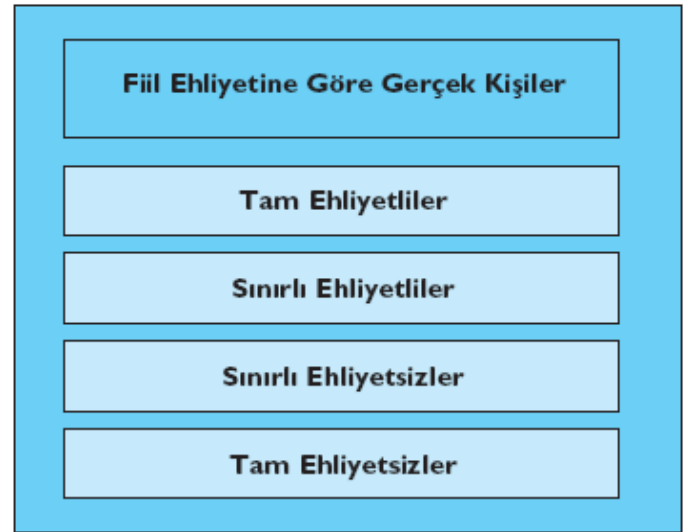 Fiil Ehliyetine Göre Gerçek Kişiler
Tam Ehliyetliler
Sınırlı Ehliyetliler
Sınırlı Ehliyetsizler
Tam Ehliyetsizler